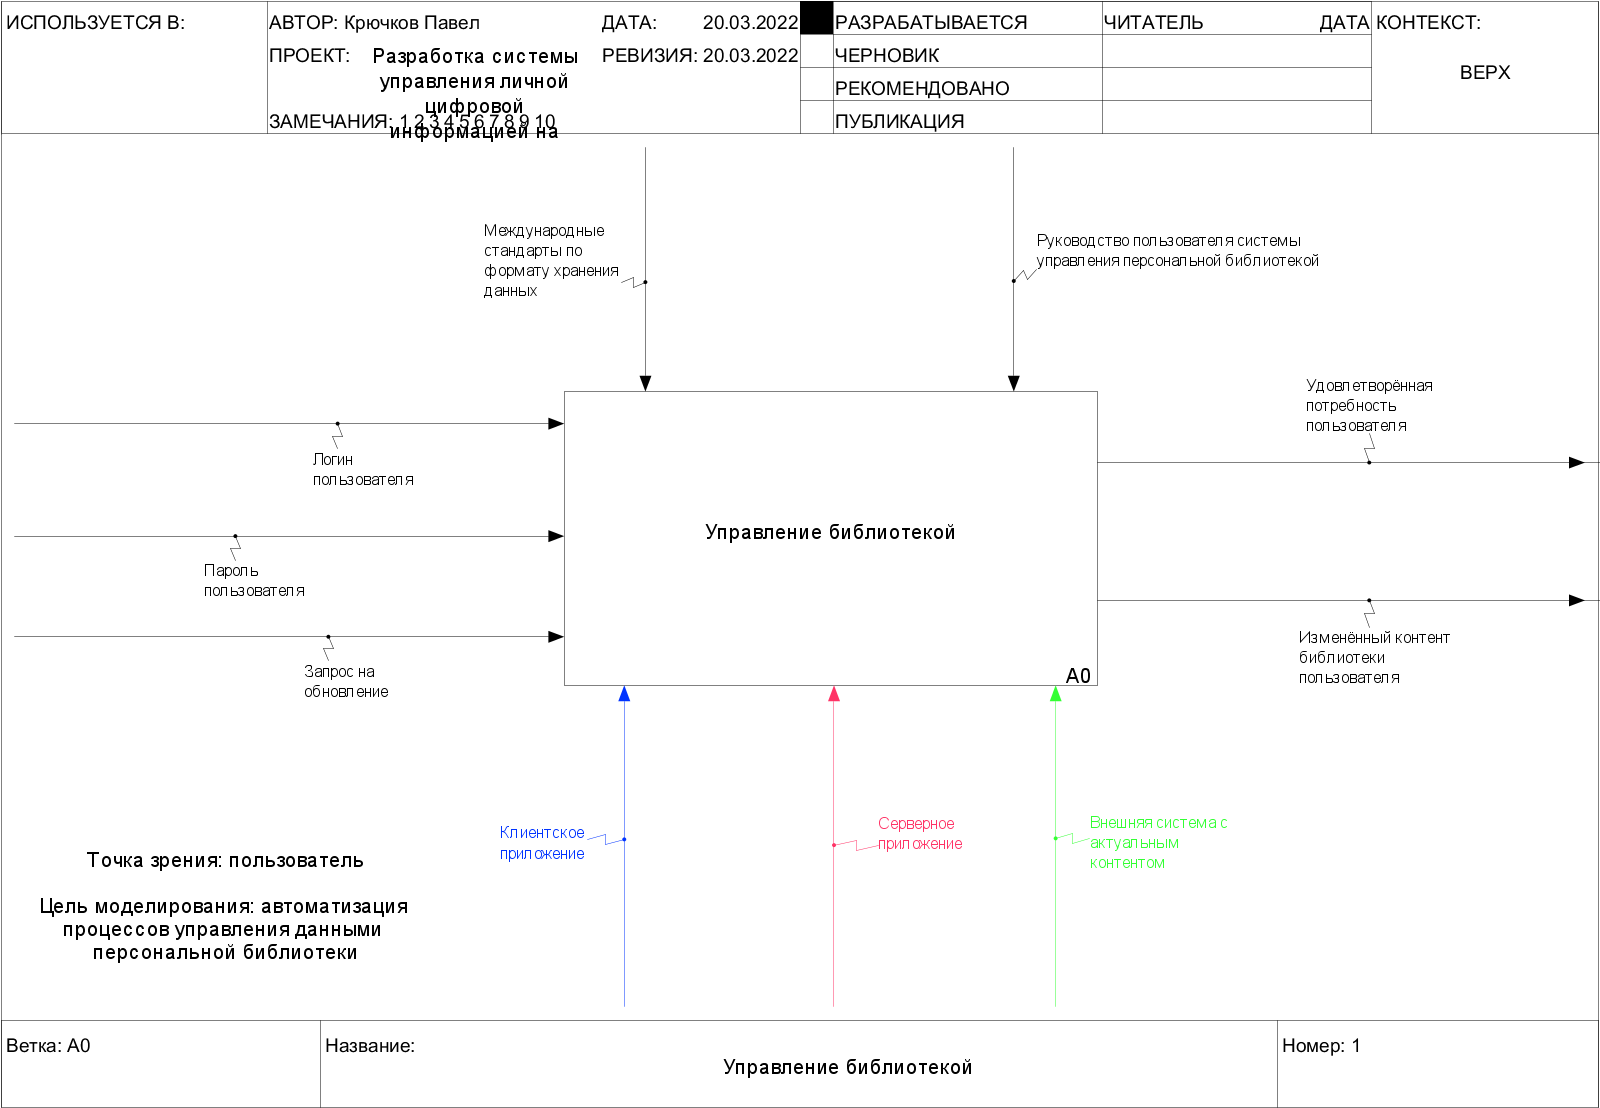 ИСПОЛЬЗУЕТСЯ В:
АВТОР: Крючков Павел
ДАТА: 20.03.2022
РАЗРАБАТЫВАЕТСЯ
ЧИТАТЕЛЬ
ДАТА
КОНТЕКСТ:
ПРОЕКТ: Разработка системы
управления личной
цифровой
информацией на
РЕВИЗИЯ: 20.03.2022
ЧЕРНОВИК
ВЕРХ
РЕКОМЕНДОВАНО
ЗАМЕЧАНИЯ: 1 2 3 4 5 6 7 8 9 10
ПУБЛИКАЦИЯ
Международные
стандарты по
формату хранения
данных
Руководство пользователя системы
управления персональной библиотекой
Логин
пользователя
Пароль
пользователя
Запрос на
обновление
Управление библиотекой
A0
Удовлетворённая
потребность
пользователя
Изменённый контент
библиотеки
пользователя
Клиентское
приложение
Серверное
приложение
Внешняя система с
актуальным
контентом
Точка зрения: пользователь
Цель моделирования: автоматизация
процессов управления данными
персональной библиотеки
Ветка: A0
Название:
Управление библиотекой
Номер: 1